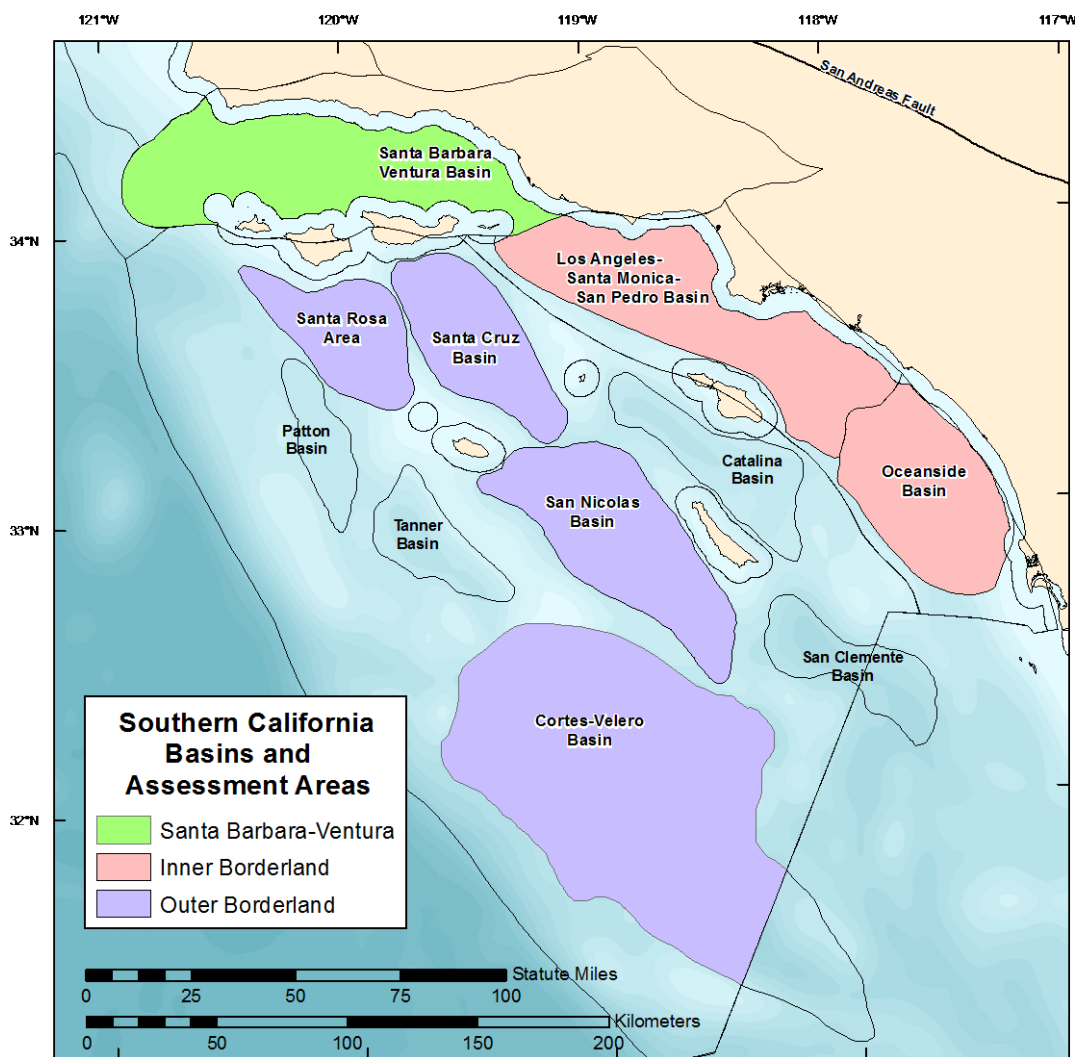 121°W
120°W
119°W
118°W
117°W
San Andreas Fault
Santa Barbara
Ventura Basin
34°N
Los Angeles-
Santa Monica-
San Pedro Basin
Santa Rosa
Area
Santa Cruz
Basin
Patton
Basin
Catalina
Basin
Oceanside
Basin
San Nicolas
Basin
Tanner
Basin
33°N
San Clemente
Basin
Cortes-Velero
Basin
Southern California
Basins and
Assessment Areas
Santa Barbara-Ventura
Inner Borderland
Outer Borderland
32°N
Statute Miles
0 25 50 75 100
Kilometers
0 50 100 150 200